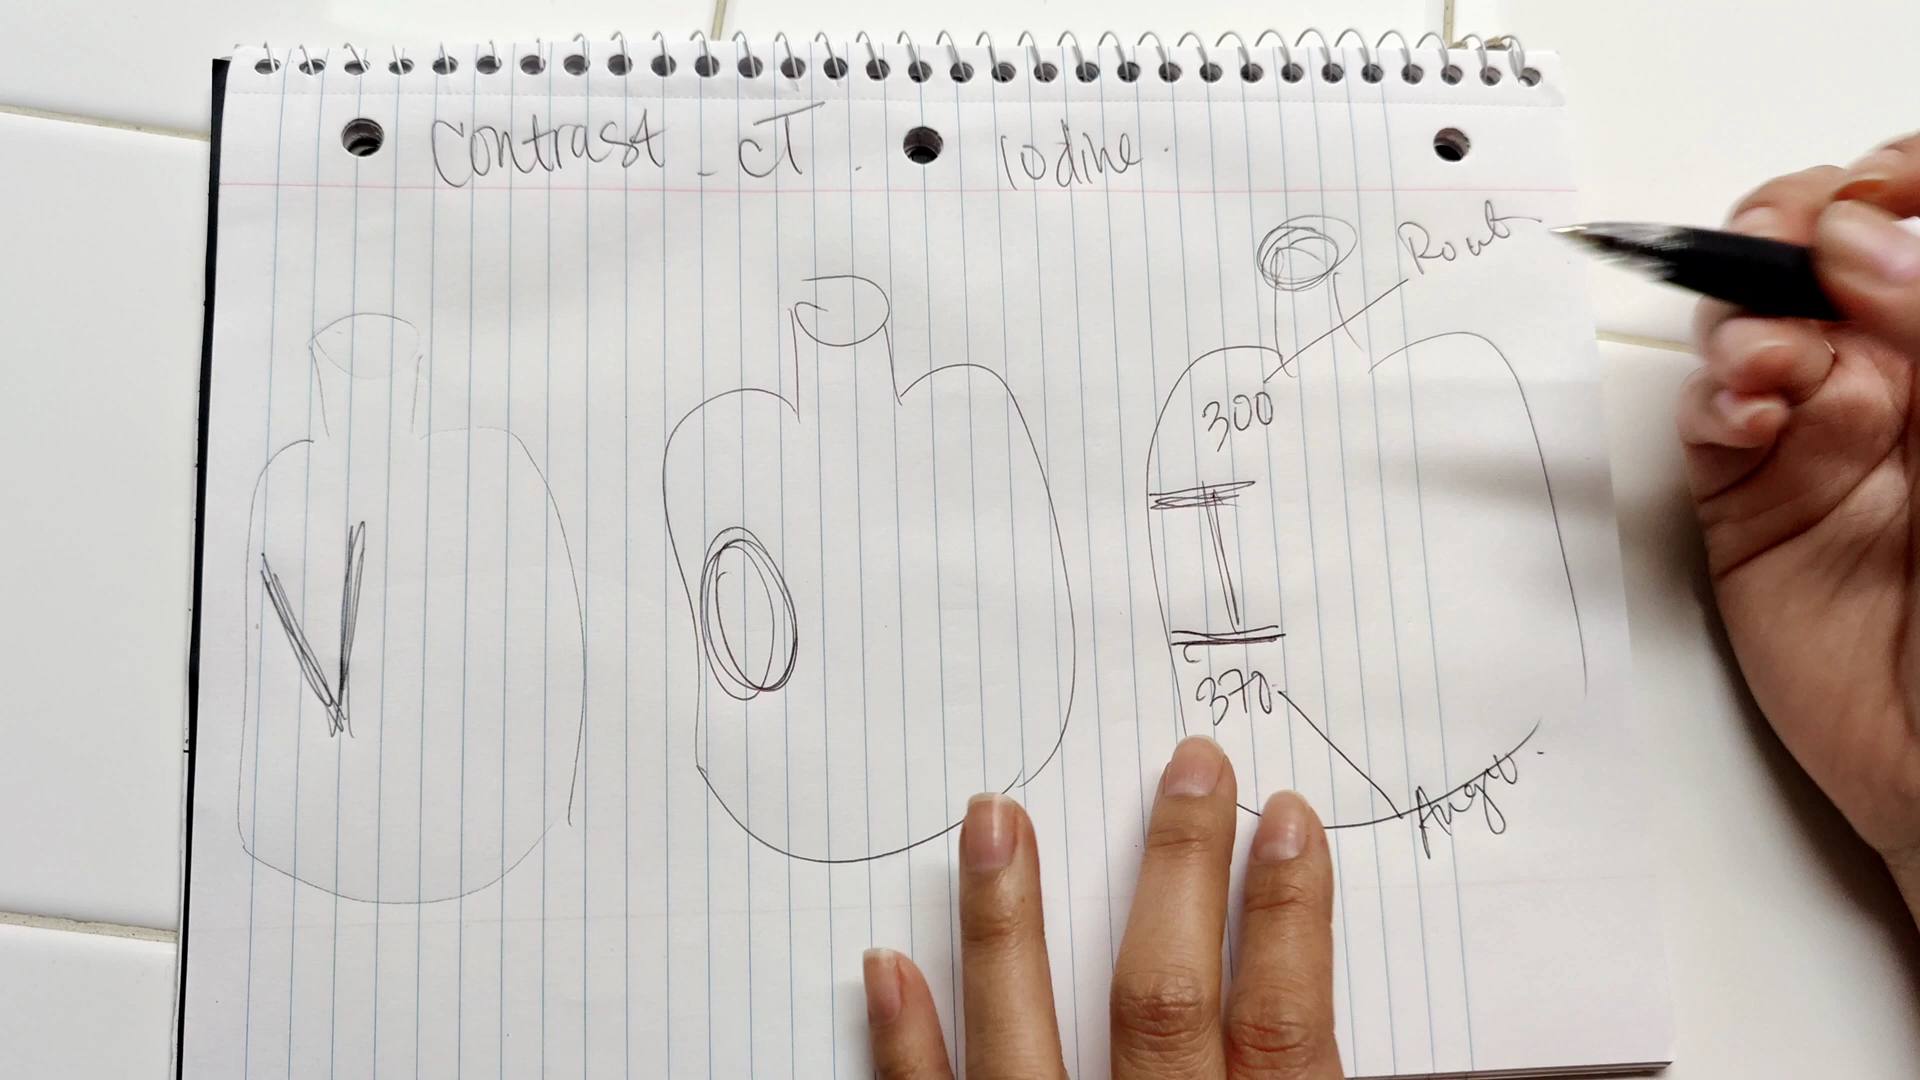 Contrast - CT. Iodine.
Rout
300
V
O
I
370
Angio.